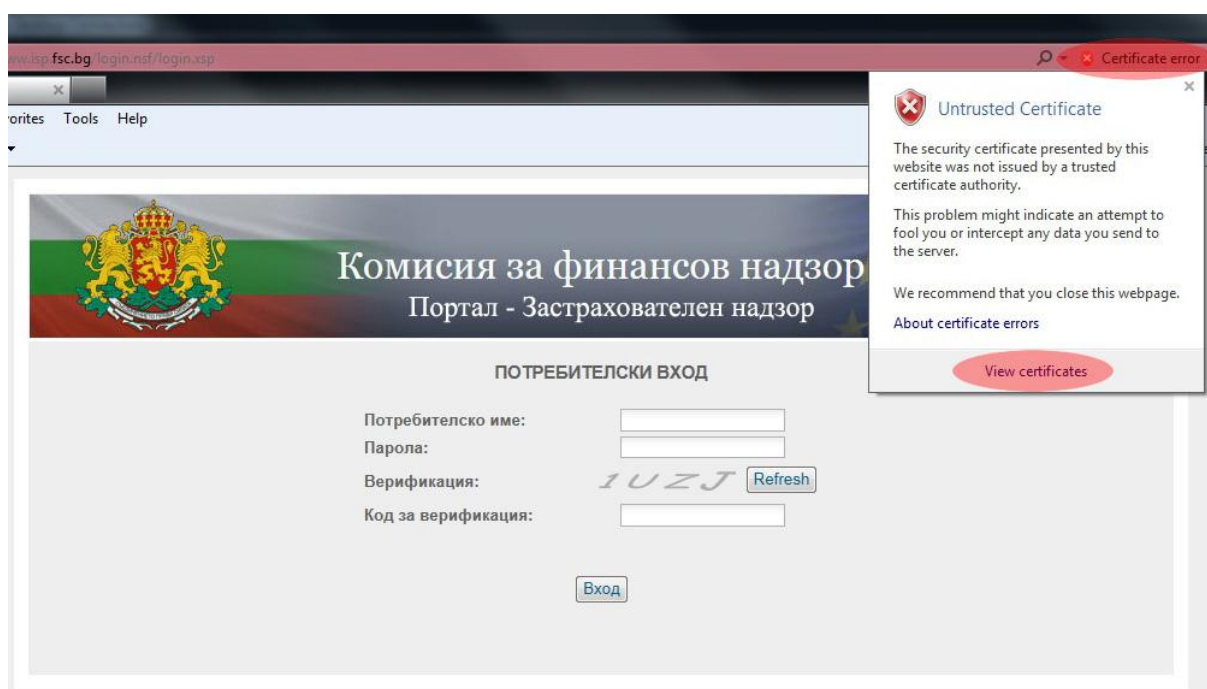 ww.isp.fsc.bg/login.nsf/login.xsp
Certificate error
orites Tools Help
Untrusted Certificate
The security certificate presented by this
website was not issued by a trusted
certificate authority.
This problem might indicate an attempt to
fool you or intercept any data you send to
the server.
We recommend that you close this webpage.
About certificate errors
View certificates
Комисия за финансов надзор
Портал - Застрахователен надзор
ПОТРЕБИТЕЛСКИ ВХОД
Потребителско име:
Парола:
Верификация: 1UZJ Refresh
Код за верификация:
Вход